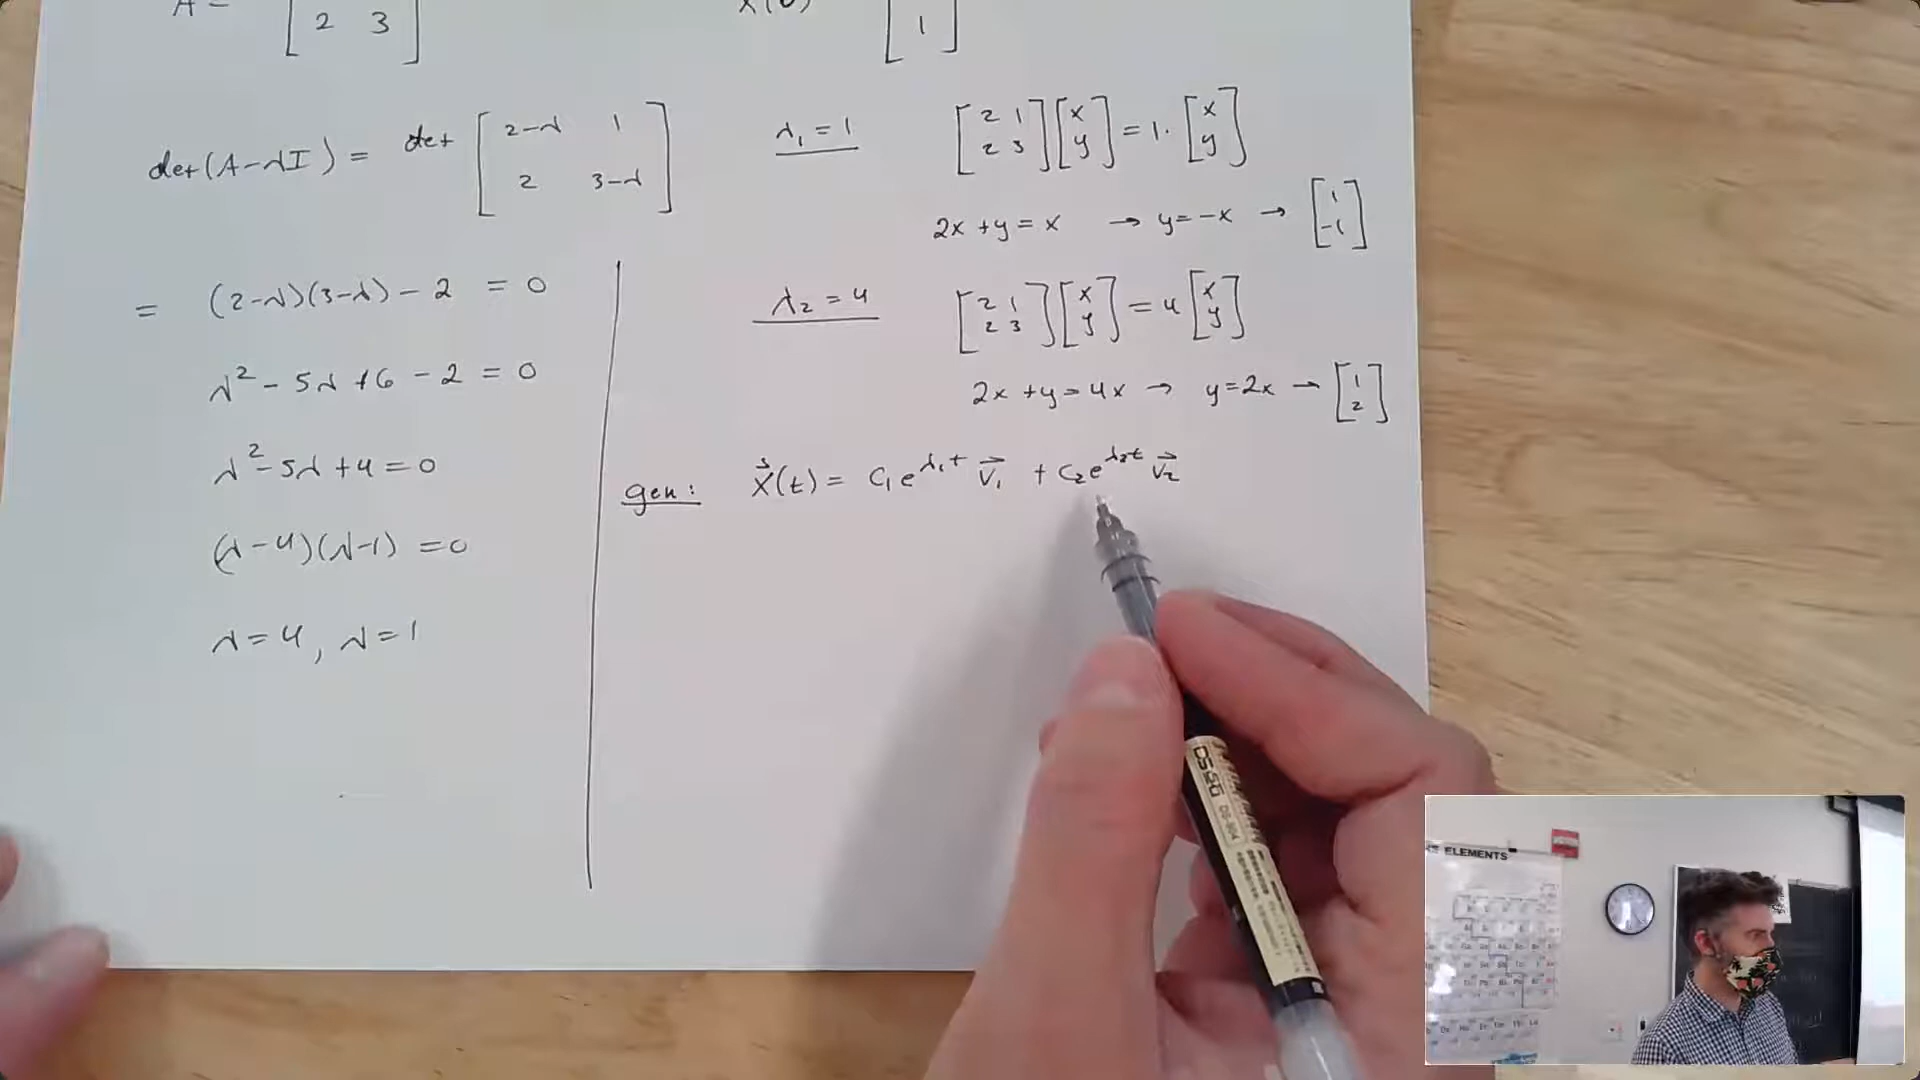 A = [ 2 3 ]
X(0) [ 1 ]
det(A-λI) = det [ 2-λ 1
2 3-λ ]
= (2-λ)(3-λ) - 2 = 0
λ² - 5λ + 6 - 2 = 0
λ² - 5λ + 4 = 0
(λ-4)(λ-1) = 0
λ = 4, λ = 1
λ₁ = 1 [ 2 1 ; 2 3 ] [ x ; y ] = 1· [ x ; y ]
2x + y = x → y = -x → [ 1 ; -1 ]
λ₂ = 4 [ 2 1 ; 2 3 ] [ x ; y ] = 4 [ x ; y ]
2x + y = 4x → y = 2x → [ 1 ; 2 ]
gen: x⃗(t) = c₁e^{λ₁t} v⃗₁ + c₂e^{λ₂t} v⃗₂
ELEMENTS